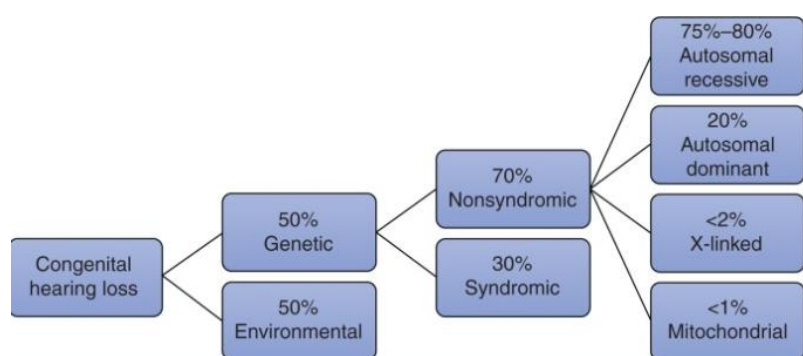 Congenital
hearing loss
50%
Genetic
50%
Environmental
70%
Nonsyndromic
30%
Syndromic
75%–80%
Autosomal
recessive
20%
Autosomal
dominant
<2%
X-linked
<1%
Mitochondrial